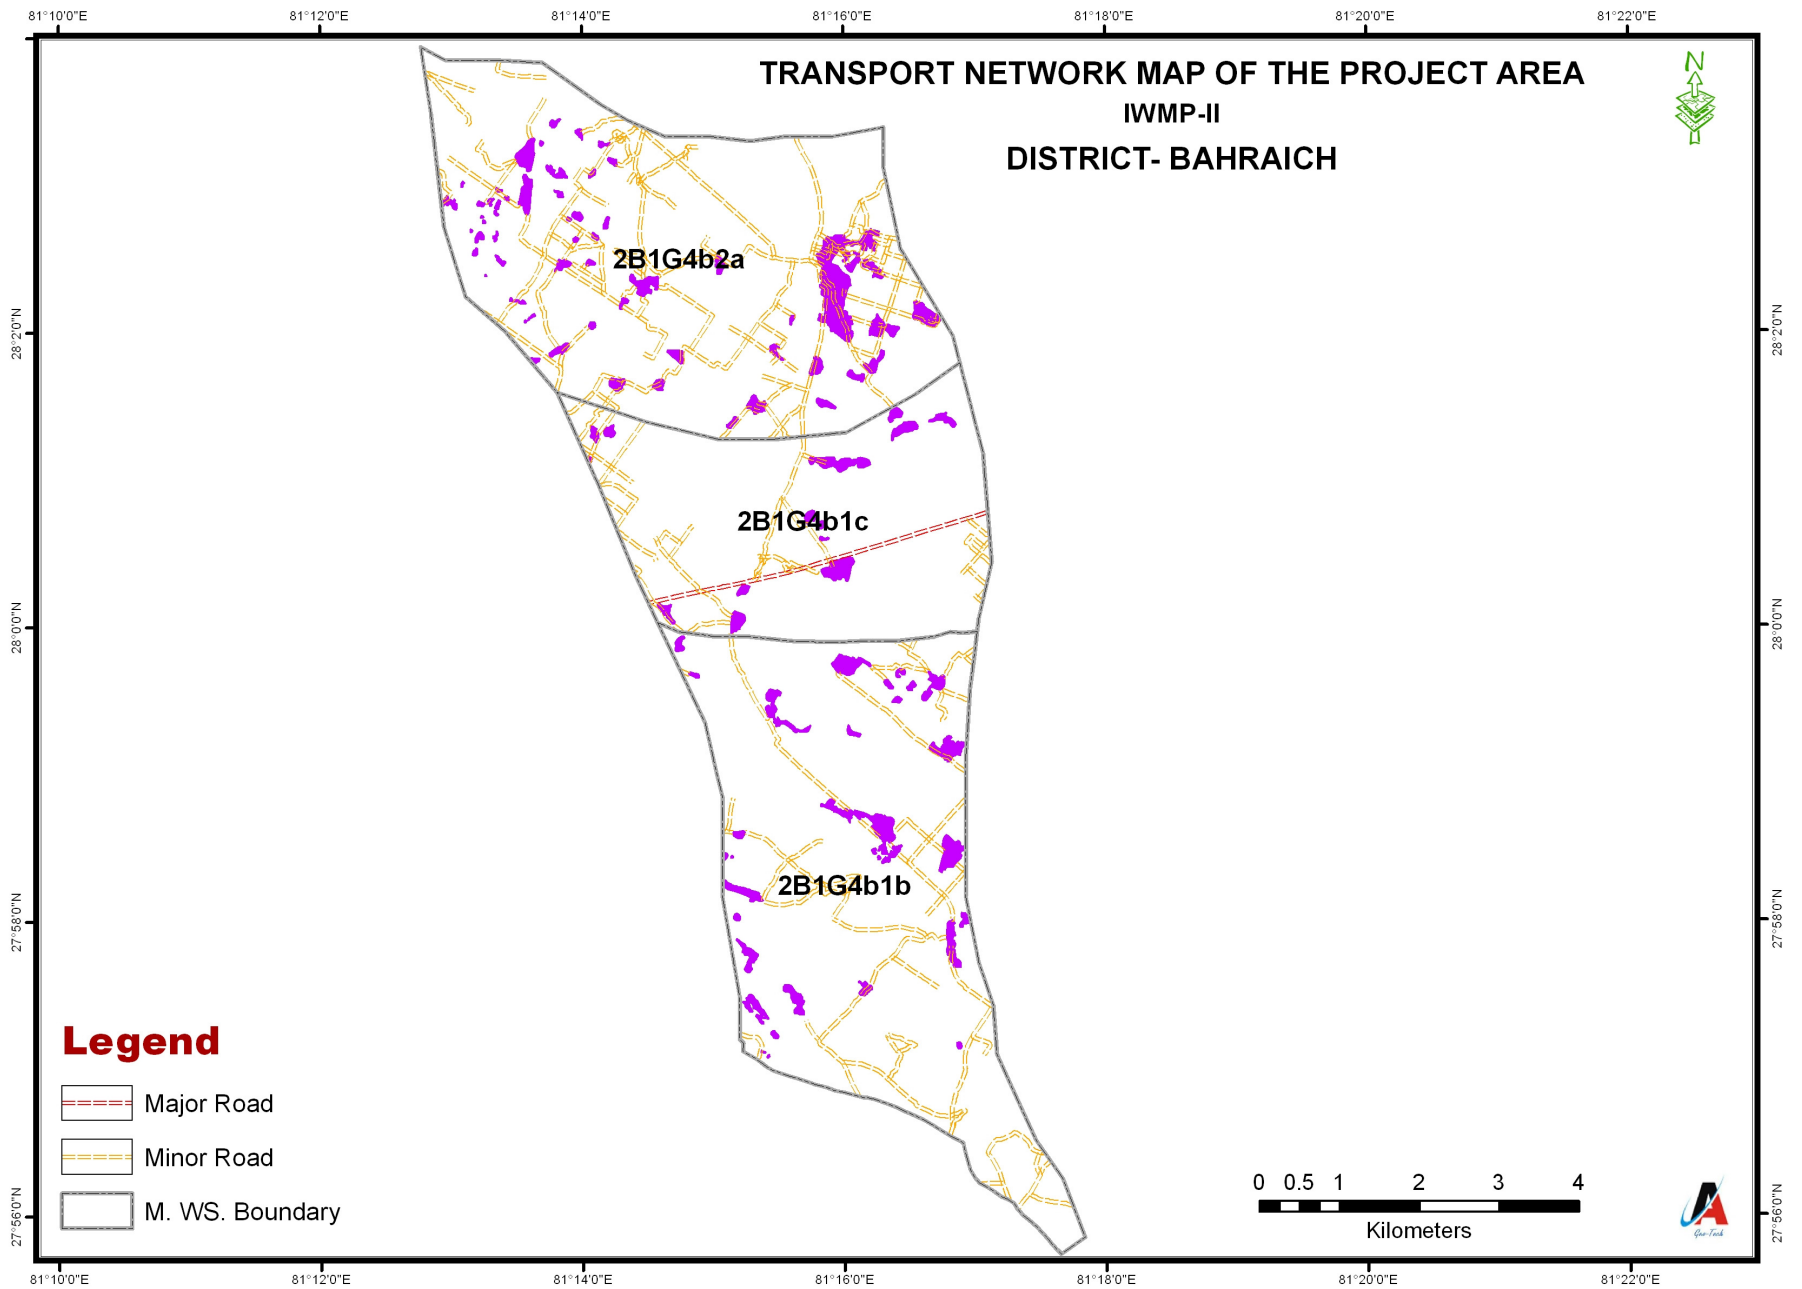 81°10'0"E 81°12'0"E 81°14'0"E 81°16'0"E 81°18'0"E 81°20'0"E 81°22'0"E
TRANSPORT NETWORK MAP OF THE PROJECT AREA
IWMP-II
DISTRICT- BAHRAICH
N
2B1G4b2a
28°2'0"N 28°2'0"N
2B1G4b1c
28°0'0"N 28°0'0"N
2B1G4b1b
27°58'0"N 27°58'0"N
Legend
Major Road
Minor Road
M. WS. Boundary
0 0.5 1 2 3 4
Kilometers
Geo-Tech
27°56'0"N 27°56'0"N
81°10'0"E 81°12'0"E 81°14'0"E 81°16'0"E 81°18'0"E 81°20'0"E 81°22'0"E